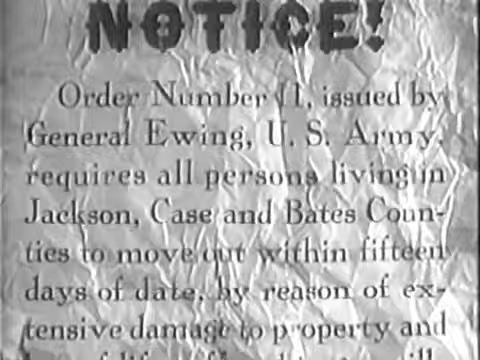 NOTICE!
Order Number 11, issued by
General Ewing, U. S. Army,
requires all persons living in
Jackson, Case and Bates Coun-
ties to move out within fifteen
days of date, by reason of ex-
tensive damage to property and